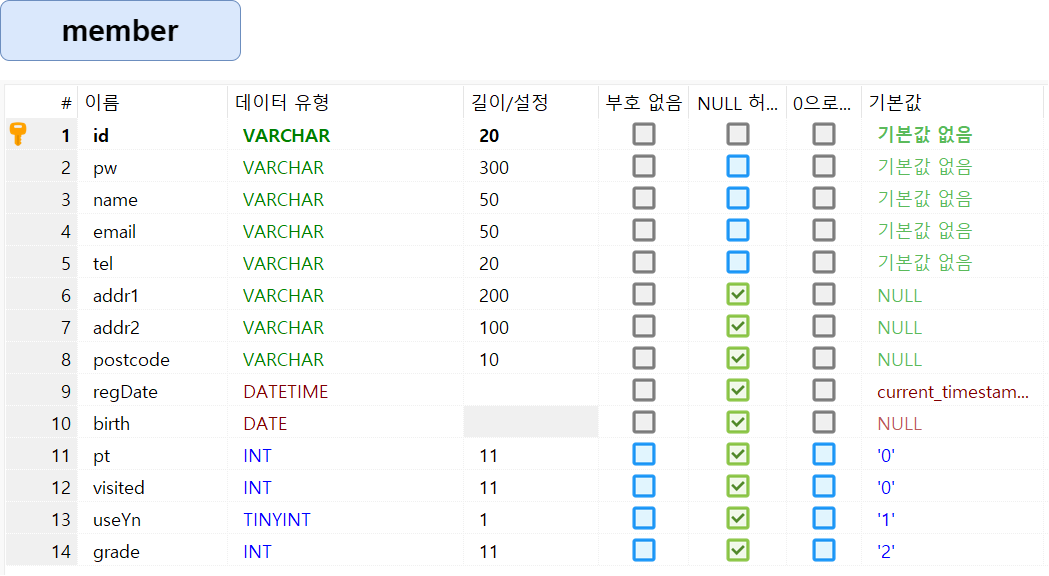 member
# 이름 데이터 유형 길이/설정 부호 없음 NULL 허... 0으로... 기본값
1 id VARCHAR 20 기본값 없음
2 pw VARCHAR 300 기본값 없음
3 name VARCHAR 50 기본값 없음
4 email VARCHAR 50 기본값 없음
5 tel VARCHAR 20 기본값 없음
6 addr1 VARCHAR 200 NULL
7 addr2 VARCHAR 100 NULL
8 postcode VARCHAR 10 NULL
9 regDate DATETIME current_timestam...
10 birth DATE NULL
11 pt INT 11 '0'
12 visited INT 11 '0'
13 useYn TINYINT 1 '1'
14 grade INT 11 '2'